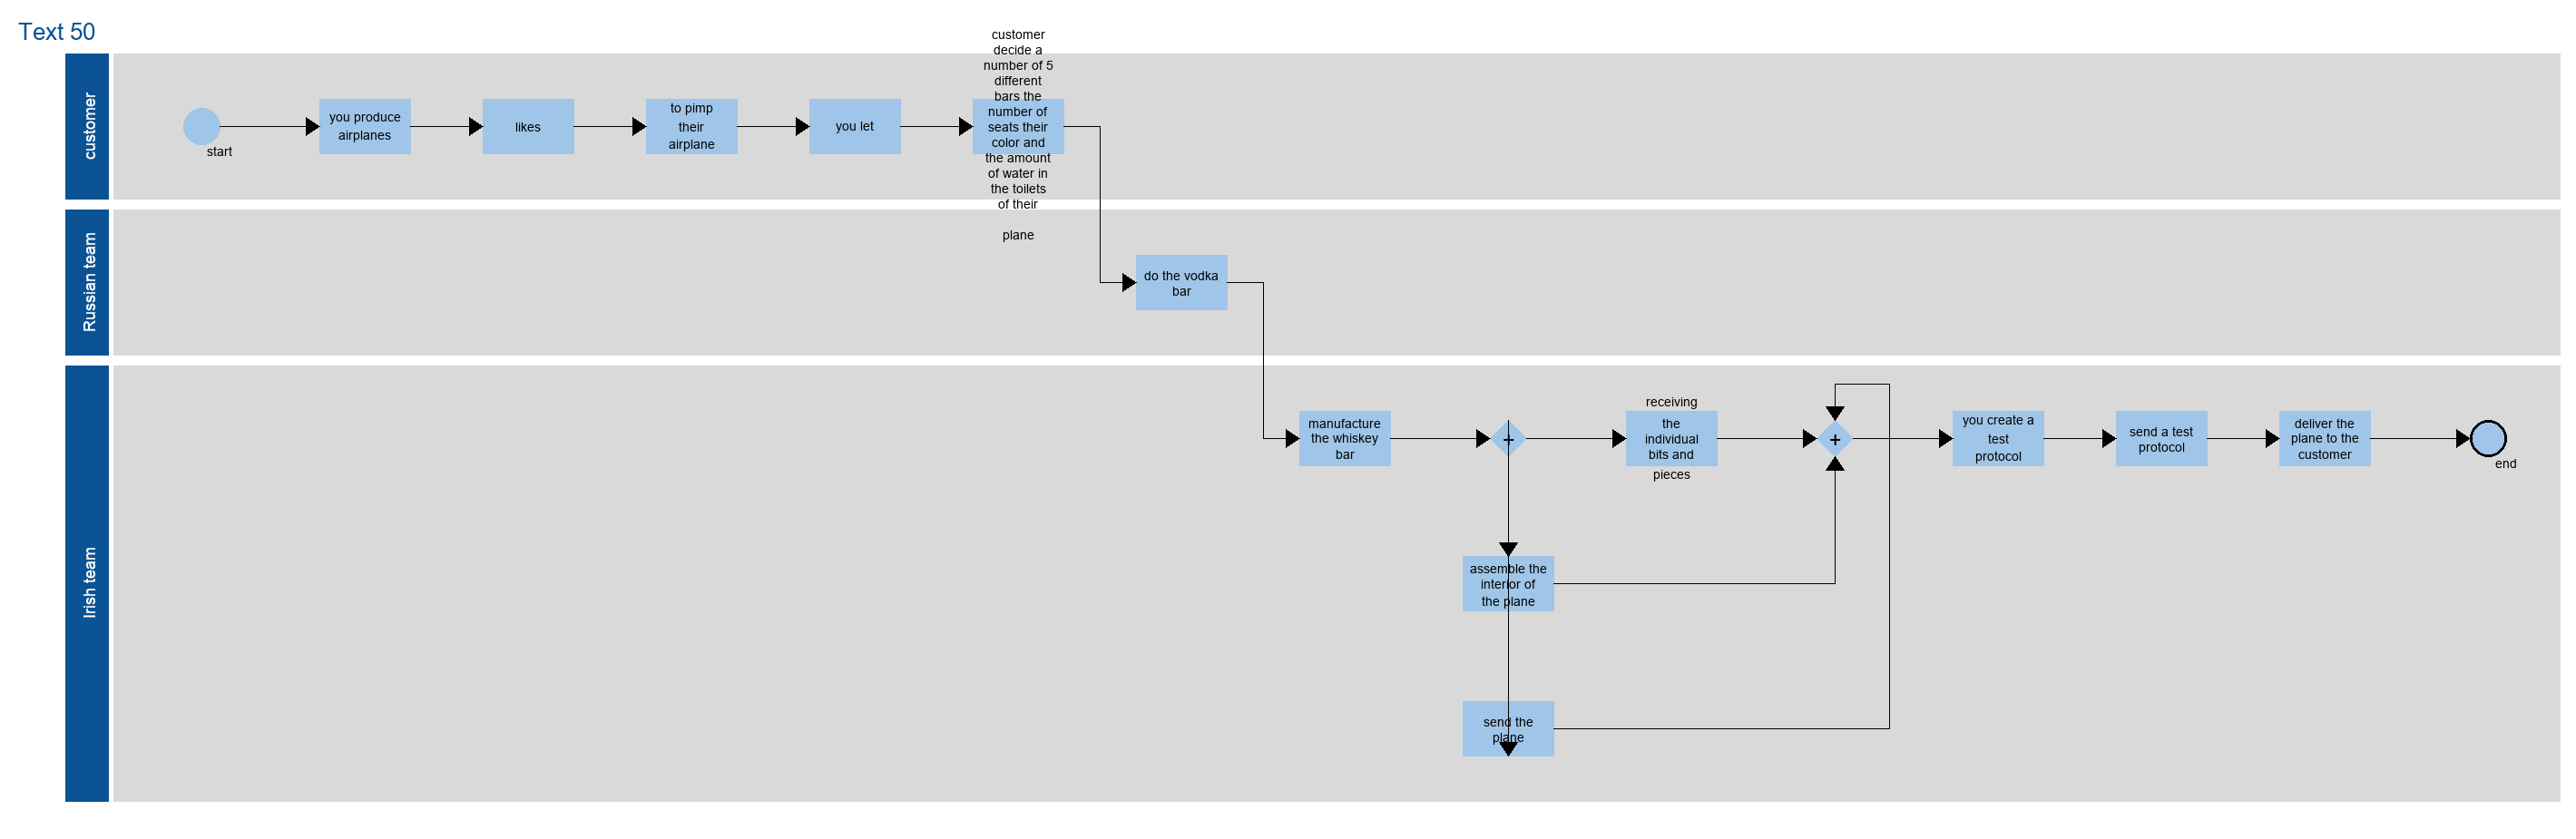 Text 50
customer
start
you produce
airplanes
likes
to pimp
their
airplane
you let
customer
decide a
number of 5
different
bars the
number of
seats their
color and
the amount
of water in
the toilets
of their
plane
Russian team
do the vodka
bar
Irish team
manufacture
the whiskey
bar
+
receiving
the
individual
bits and
pieces
+
you create a
test
protocol
send a test
protocol
deliver the
plane to the
customer
end
assemble the
interior of
the plane
send the
plane